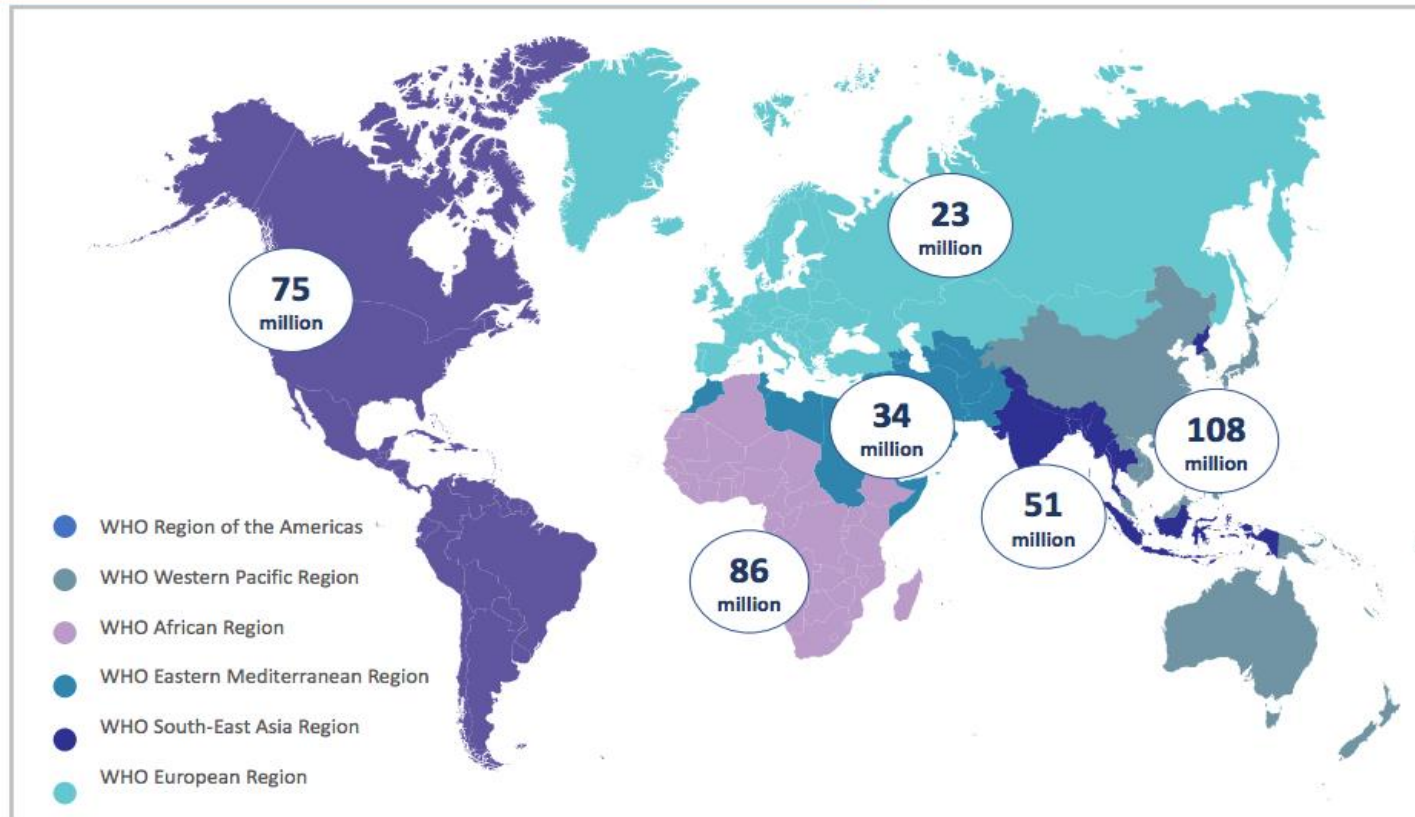 23
million
75
million
34
million
108
million
51
million
86
million
WHO Region of the Americas
WHO Western Pacific Region
WHO African Region
WHO Eastern Mediterranean Region
WHO South-East Asia Region
WHO European Region